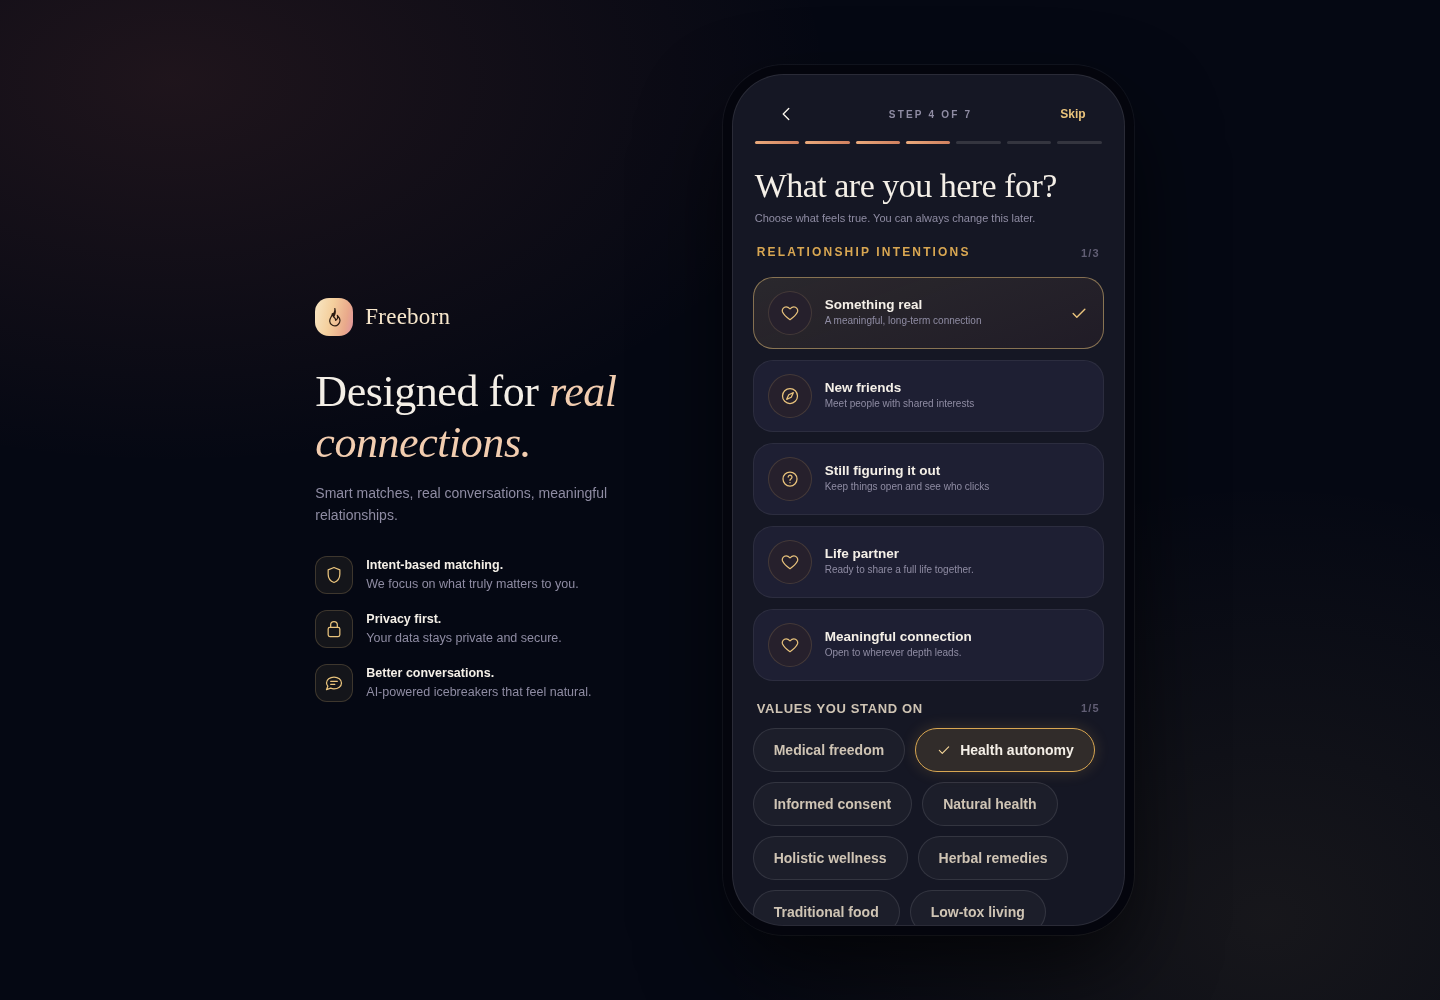 Freeborn
Designed for real
connections.
Smart matches, real conversations, meaningful
relationships.
Intent-based matching.
We focus on what truly matters to you.
Privacy first.
Your data stays private and secure.
Better conversations.
AI-powered icebreakers that feel natural.
STEP 4 OF 7
Skip
What are you here for?
Choose what feels true. You can always change this later.
RELATIONSHIP INTENTIONS 1/3
Something real
A meaningful, long-term connection
New friends
Meet people with shared interests
Still figuring it out
Keep things open and see who clicks
Life partner
Ready to share a full life together.
Meaningful connection
Open to wherever depth leads.
VALUES YOU STAND ON 1/5
Medical freedom Health autonomy
Informed consent Natural health
Holistic wellness Herbal remedies
Traditional food Low-tox living